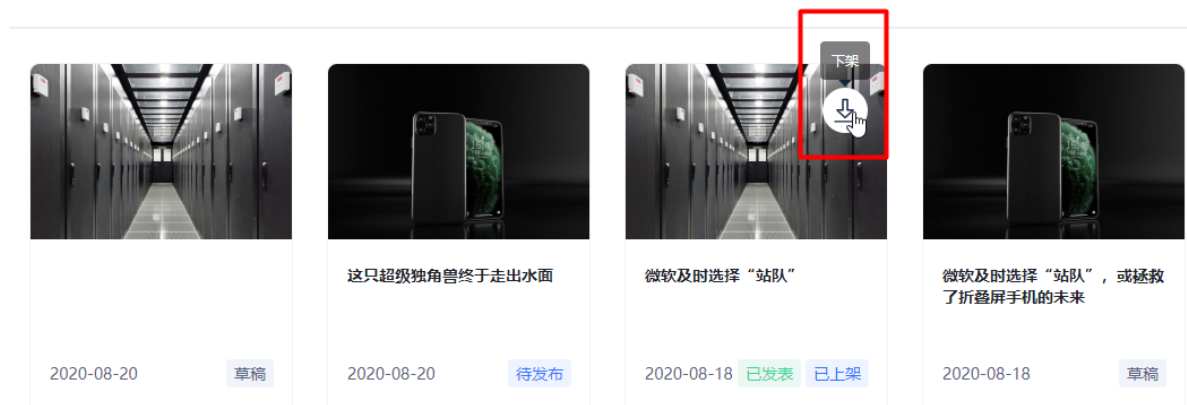 下架
这只超级独角兽终于走出水面
微软及时选择“站队”
微软及时选择“站队”，或拯救
了折叠屏手机的未来
2020-08-20 草稿
2020-08-20 待发布
2020-08-18 已发表 已上架
2020-08-18 草稿